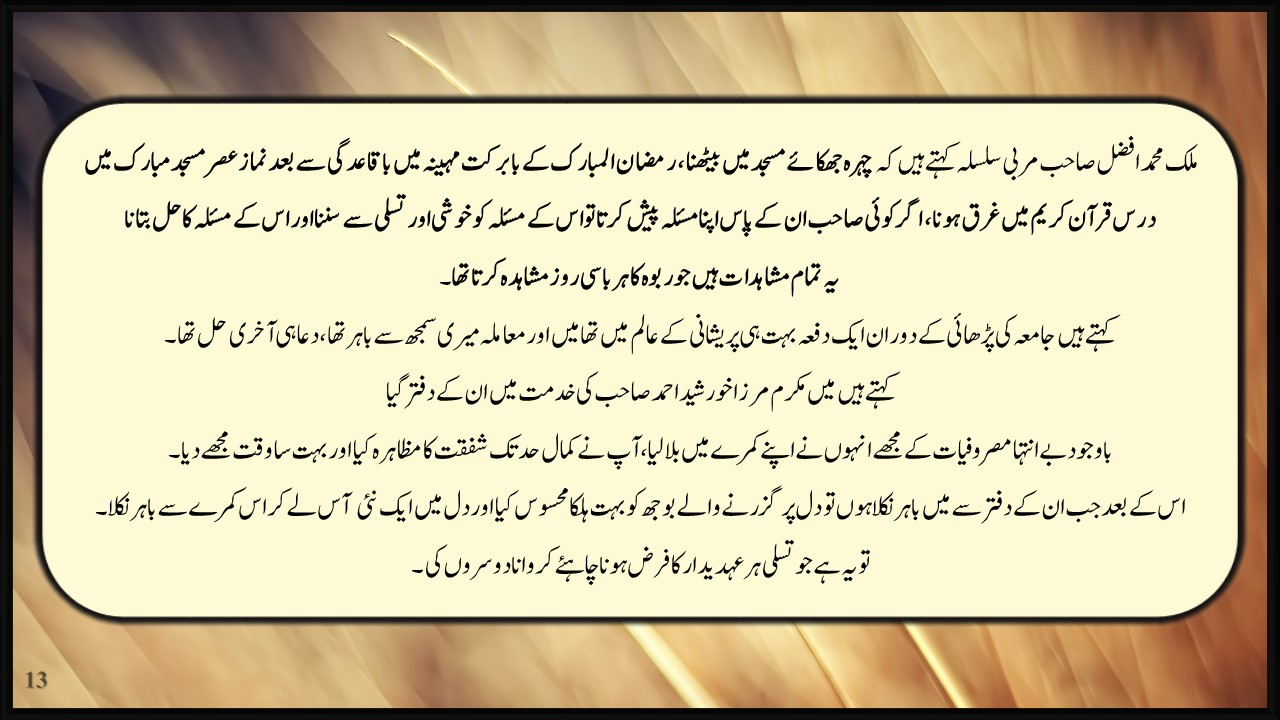 ملک محمد افضل صاحب مربی سلسلہ کہتے ہیں کہ چہرہ جھکائے مسجد میں بیٹھنا، رمضان المبارک کے بابرکت مہینہ میں باقاعدگی سے بعد نماز عصر مسجد مبارک میں
درس قرآن کریم میں غرق ہونا، اگر کوئی صاحب ان کے پاس اپنا مسئلہ پیش کرتا تو اس کے مسئلہ کو خوشی اور تسلی سے سننا اور اس کے مسئلہ کا حل بتانا
یہ تمام مشاہدات ہیں جو ربوہ کا ہر باسی روز مشاہدہ کرتا تھا۔
کہتے ہیں جامعہ کی پڑھائی کے دوران ایک دفعہ بہت ہی پریشانی کے عالم میں تھا میں اور معاملہ میری سمجھ سے باہر تھا، دعا ہی آخری حل تھا۔
کہتے ہیں میں مکرم مرزا خورشید احمد صاحب کی خدمت میں ان کے دفتر گیا
باوجود بے انتہا مصروفیات کے مجھے انہوں نے اپنے کمرے میں بلا لیا، آپ نے کمال حد تک شفقت کا مظاہرہ کیا اور بہت سا وقت مجھے دیا۔
اس کے بعد جب ان کے دفتر سے میں باہر نکلا ہوں تو دل پر گزرنے والے بوجھ کو بہت ہلکا محسوس کیا اور دل میں ایک نئی آس لے کر اس کمرے سے باہر نکلا۔
تو یہ ہے جو تسلی ہر عہدیدار کا فرض ہونا چاہئے کروانا دوسروں کی۔
13